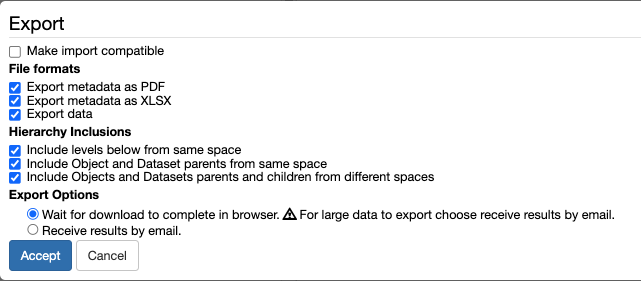 Export
Make import compatible
File formats
Export metadata as PDF
Export metadata as XLSX
Export data
Hierarchy Inclusions
Include levels below from same space
Include Object and Dataset parents from same space
Include Objects and Datasets parents and children from different spaces
Export Options
Wait for download to complete in browser. ⚠ For large data to export choose receive results by email.
Receive results by email.
Accept Cancel